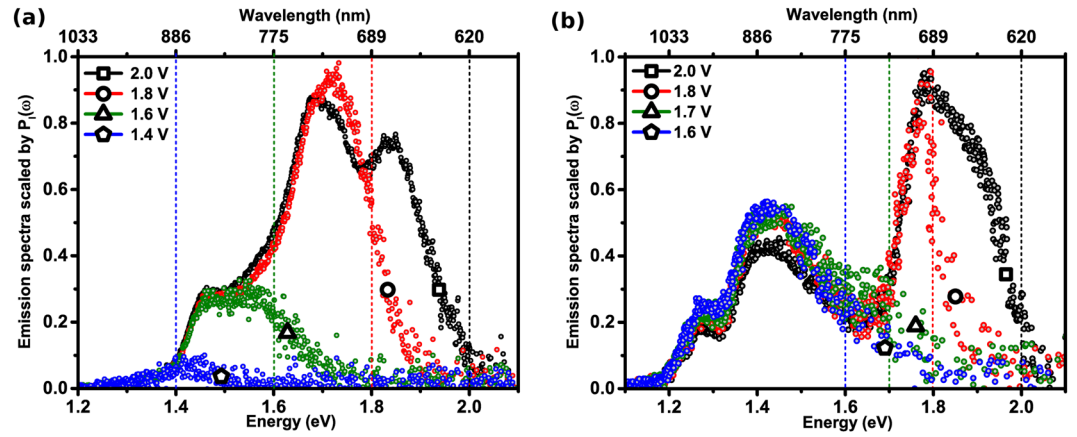 (a)
Wavelength (nm)
1033 886 775 689 620
Emission spectra scaled by P₁(ω)
1.0
0.8
0.6
0.4
0.2
0.0
2.0 V
1.8 V
1.6 V
1.4 V
1.2 1.4 1.6 1.8 2.0
Energy (eV)
(b)
Wavelength (nm)
1033 886 775 689 620
Emission spectra scaled by P₁(ω)
1.0
0.8
0.6
0.4
0.2
0.0
2.0 V
1.8 V
1.7 V
1.6 V
1.2 1.4 1.6 1.8 2.0
Energy (eV)